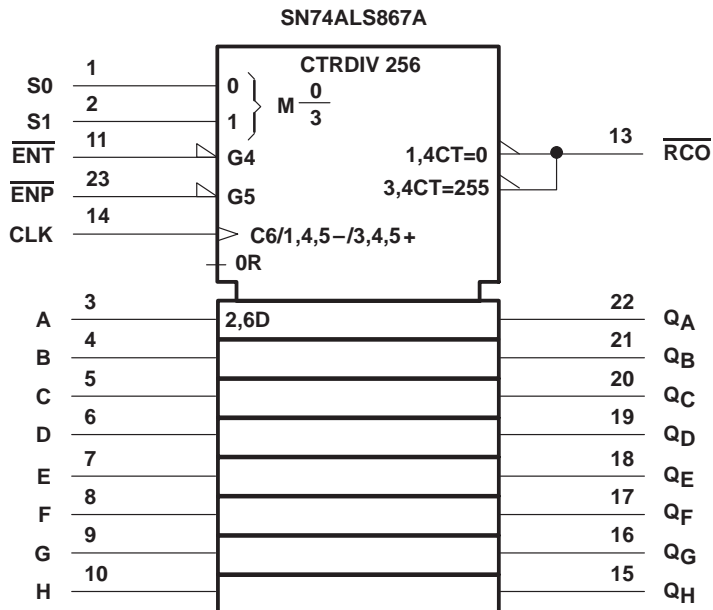 SN74ALS867A
CTRDIV 256
S0 1 0 M 0/3
S1 2 1
ENT 11 G4 1,4CT=0 13 RCO
ENP 23 G5 3,4CT=255
CLK 14 C6/1,4,5−/3,4,5+
0R
A 3 2,6D 22 QA
B 4 21 QB
C 5 20 QC
D 6 19 QD
E 7 18 QE
F 8 17 QF
G 9 16 QG
H 10 15 QH